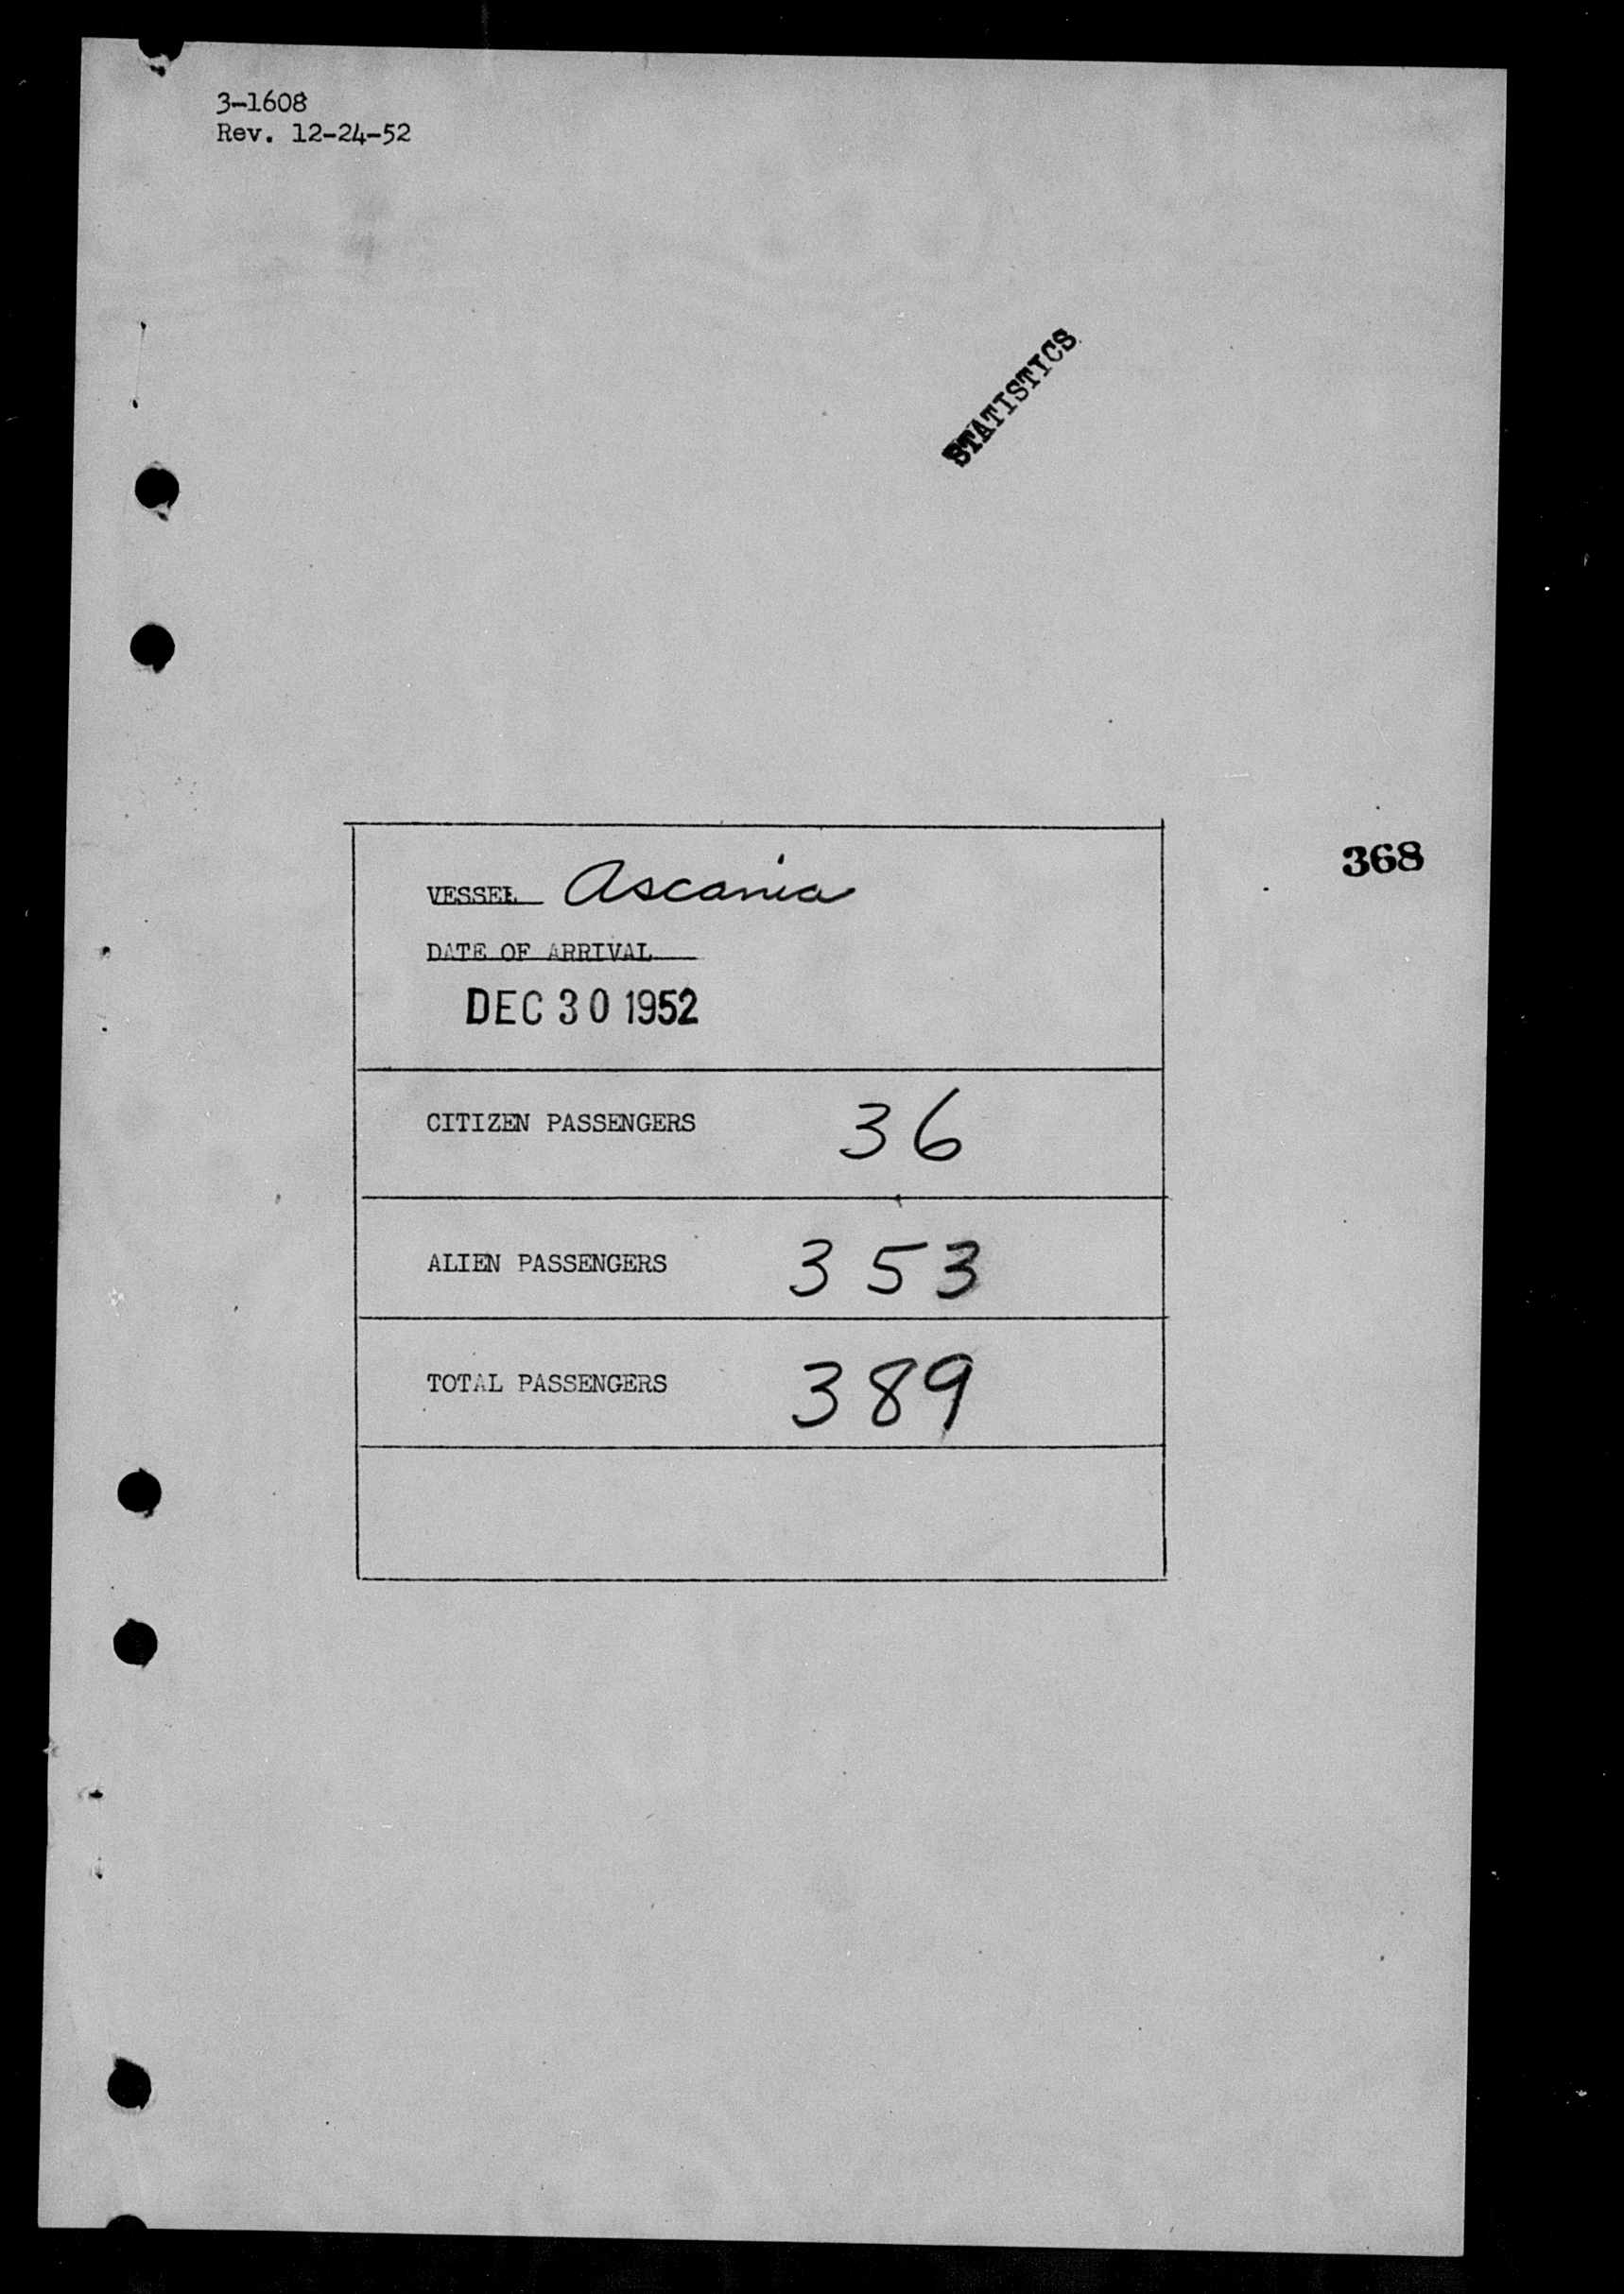 3-1608
Rev. 12-24-52
STATISTICS
368
VESSEL Ascania
DATE OF ARRIVAL
DEC 30 1952
CITIZEN PASSENGERS 36
ALIEN PASSENGERS 353
TOTAL PASSENGERS 389